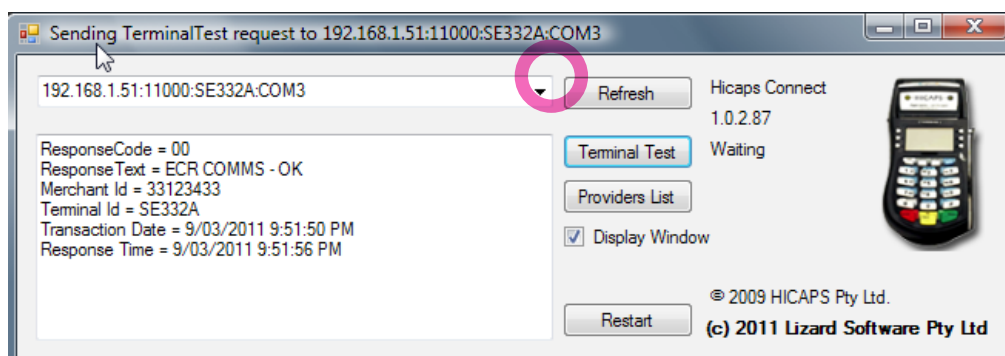 Sending TerminalTest request to 192.168.1.51:11000:SE332A:COM3
192.168.1.51:11000:SE332A:COM3
Refresh
Hicaps Connect
1.0.2.87
ResponseCode = 00
ResponseText = ECR COMMS - OK
Merchant Id = 33123433
Terminal Id = SE332A
Transaction Date = 9/03/2011 9:51:50 PM
Response Time = 9/03/2011 9:51:56 PM
Terminal Test
Waiting
Providers List
Display Window
Restart
© 2009 HICAPS Pty Ltd.
(c) 2011 Lizard Software Pty Ltd
HICAPS